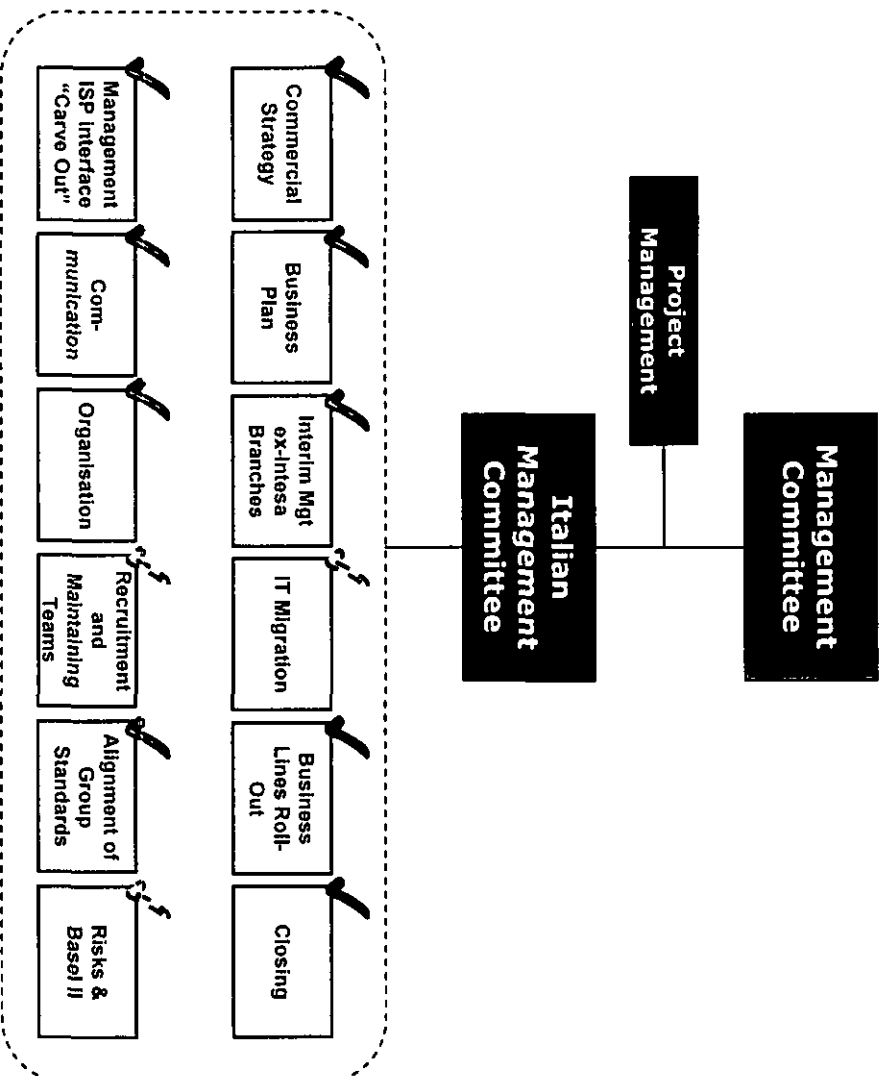 Management
Committee
Project
Management
Italian
Management
Committee
Commercial
Strategy
Business
Plan
Interim Mgt
ex-Intesa
Branches
IT Migration
Business
Lines Roll-
Out
Closing
Management
ISP interface
“Carve Out”
Com-
munication
Organisation
Recruitment
and
Maintaining
Teams
Alignment of
Group
Standards
Risks &
Basel II